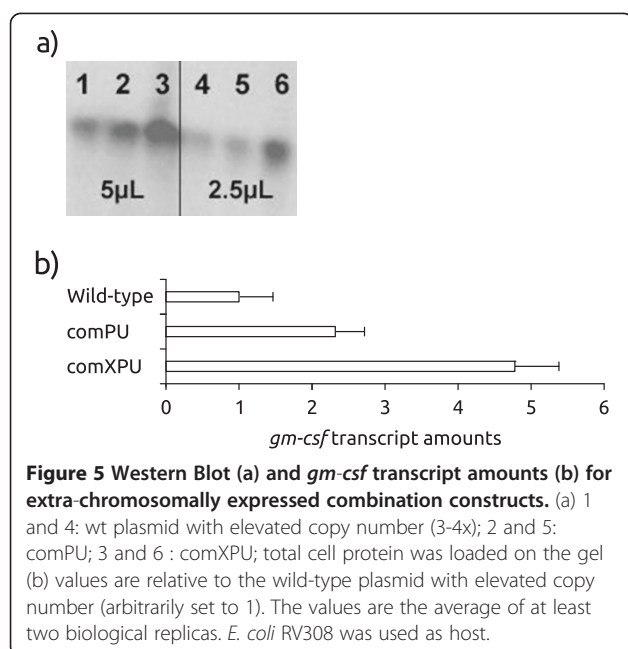 a)
1 2 3 4 5 6
5µL 2.5µL
b)
Wild-type
comPU
comXPU
0 1 2 3 4 5 6
gm-csf transcript amounts
Figure 5 Western Blot (a) and gm-csf transcript amounts (b) for
extra-chromosomally expressed combination constructs. (a) 1
and 4: wt plasmid with elevated copy number (3-4x); 2 and 5:
comPU; 3 and 6 : comXPU; total cell protein was loaded on the gel
(b) values are relative to the wild-type plasmid with elevated copy
number (arbitrarily set to 1). The values are the average of at least
two biological replicas. E. coli RV308 was used as host.